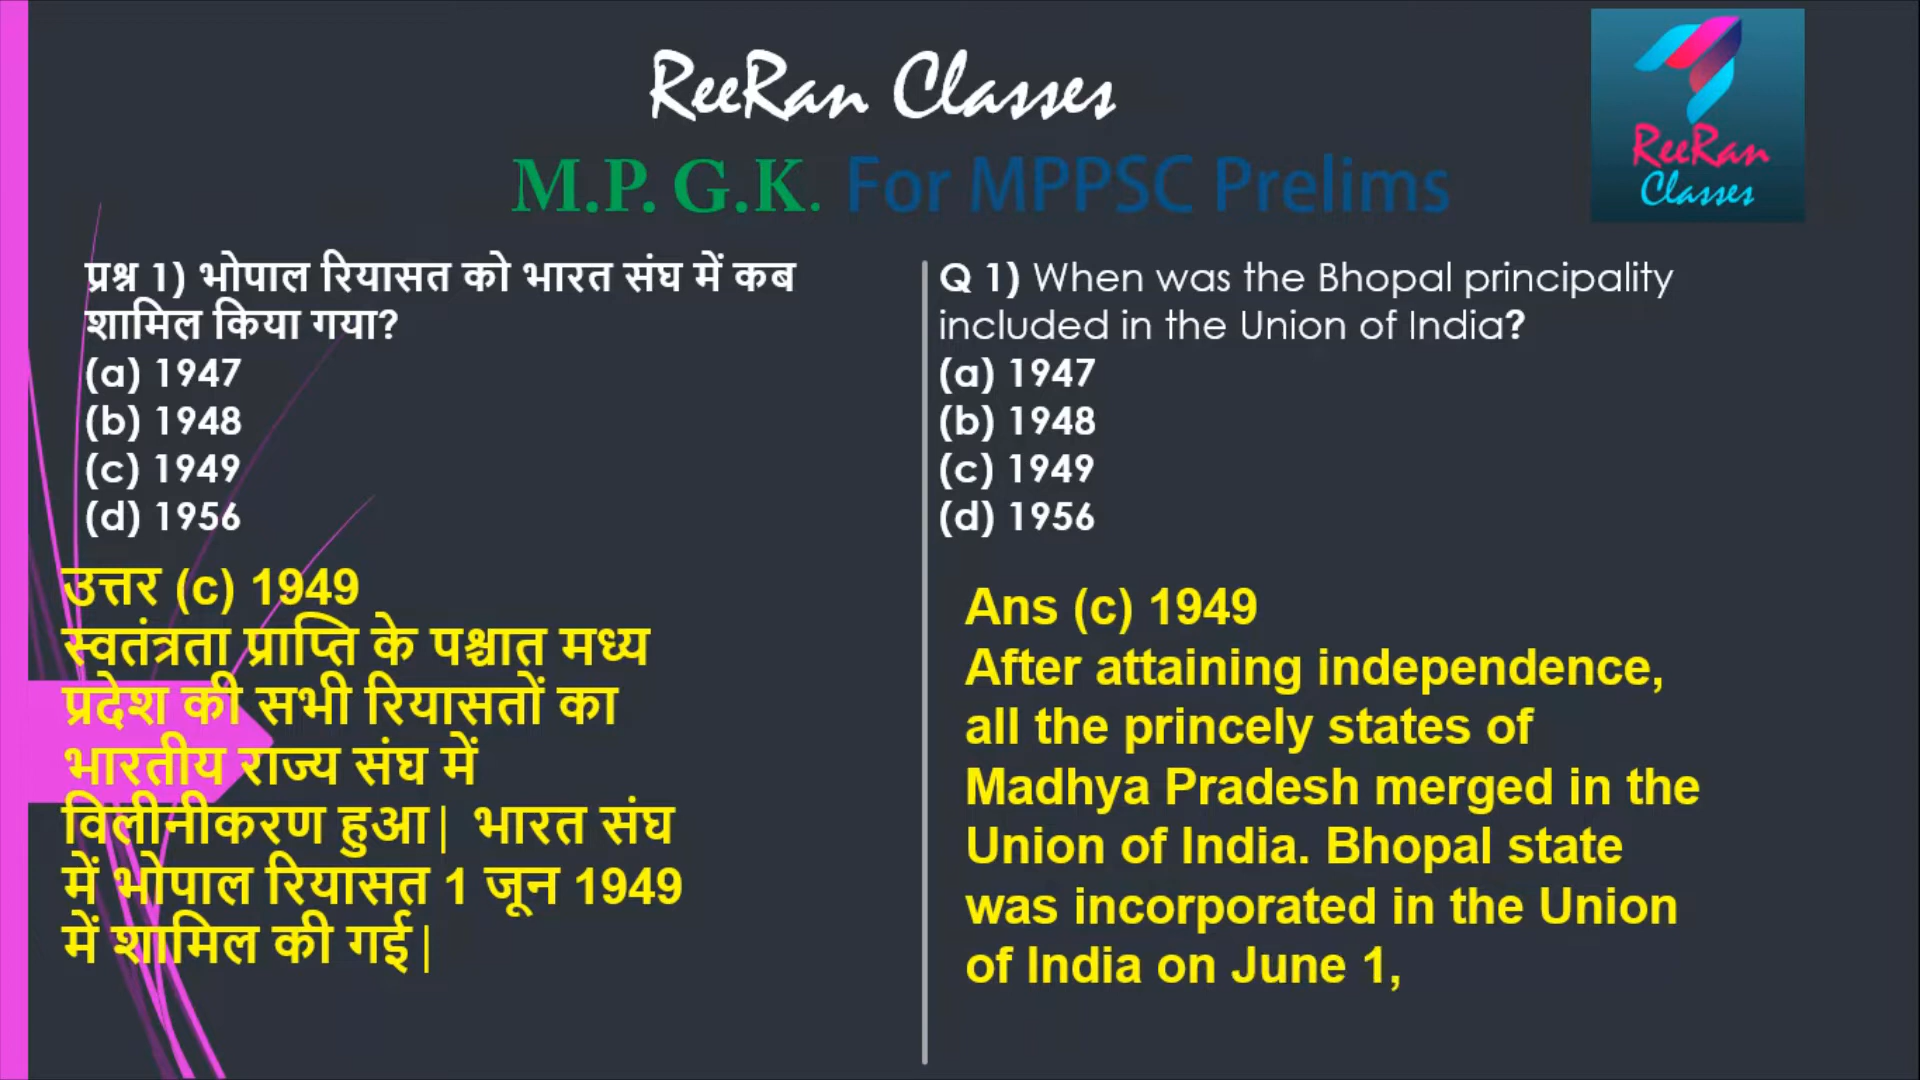 ReeRan Classes
M.P. G.K. For MPPSC Prelims
ReeRan
Classes
प्रश्न 1) भोपाल रियासत को भारत संघ में कब
शामिल किया गया?
(a) 1947
(b) 1948
(c) 1949
(d) 1956
उत्तर (c) 1949
स्वतंत्रता प्राप्ति के पश्चात मध्य
प्रदेश की सभी रियासतों का
भारतीय राज्य संघ में
विलीनीकरण हुआ| भारत संघ
में भोपाल रियासत 1 जून 1949
में शामिल की गई|
Q 1) When was the Bhopal principality
included in the Union of India?
(a) 1947
(b) 1948
(c) 1949
(d) 1956
Ans (c) 1949
After attaining independence,
all the princely states of
Madhya Pradesh merged in the
Union of India. Bhopal state
was incorporated in the Union
of India on June 1,